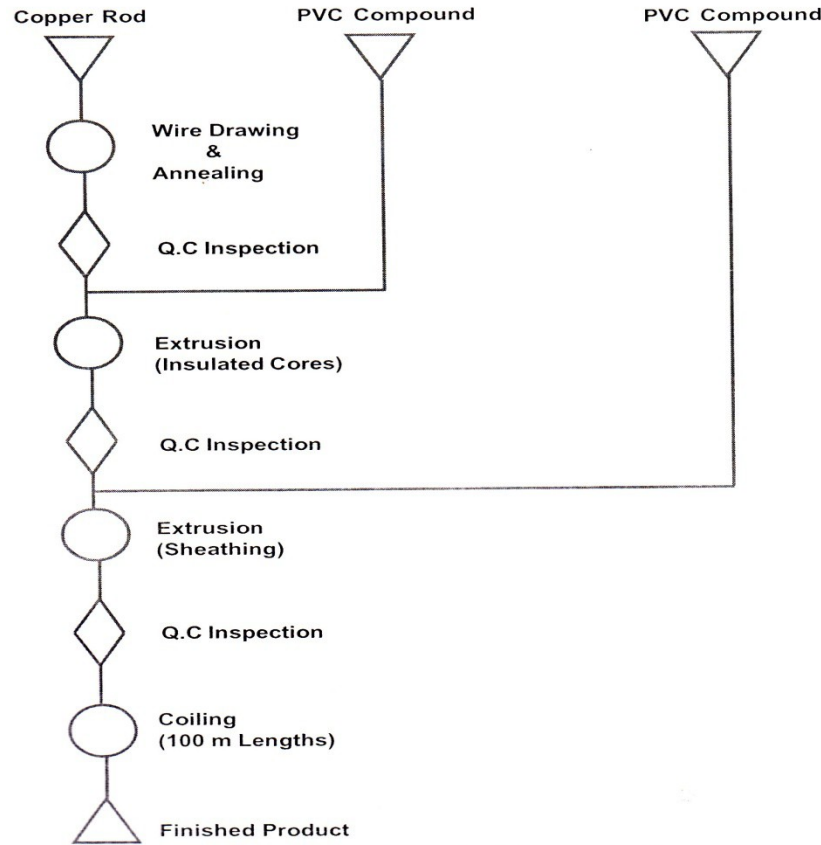 Copper Rod
PVC Compound
PVC Compound
Wire Drawing
&
Annealing
Q.C Inspection
Extrusion
(Insulated Cores)
Q.C Inspection
Extrusion
(Sheathing)
Q.C Inspection
Coiling
(100 m Lengths)
Finished Product